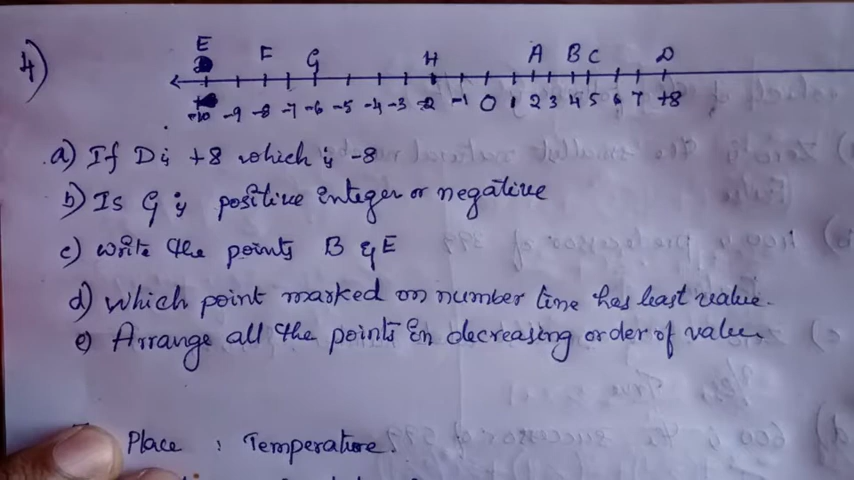 4)
E F G H A B C D
-10 -9 -8 -7 -6 -5 -4 -3 -2 -1 0 1 2 3 4 5 6 7 +8
a) If D is +8 which is -8
b) Is G is positive integer or negative
c) write the points B & E
d) which point marked on number line has least value.
e) Arrange all the points in decreasing order of value.
Place : Temperature.